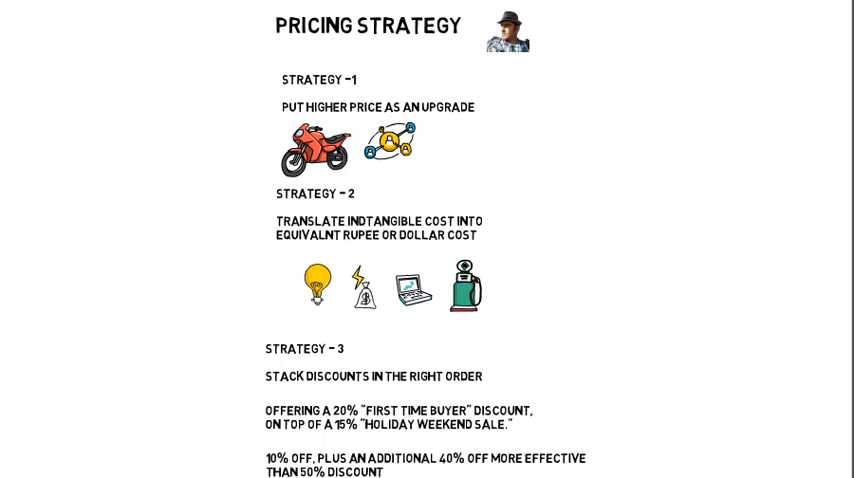 PRICING STRATEGY
STRATEGY -1
PUT HIGHER PRICE AS AN UPGRADE
STRATEGY - 2
TRANSLATE INDTANGIBLE COST INTO
EQUIVALNT RUPEE OR DOLLAR COST
$
STRATEGY - 3
STACK DISCOUNTS IN THE RIGHT ORDER
OFFERING A 20% "FIRST TIME BUYER" DISCOUNT,
ON TOP OF A 15% "HOLIDAY WEEKEND SALE."
10% OFF, PLUS AN ADDITIONAL 40% OFF MORE EFFECTIVE
THAN 50% DISCOUNT